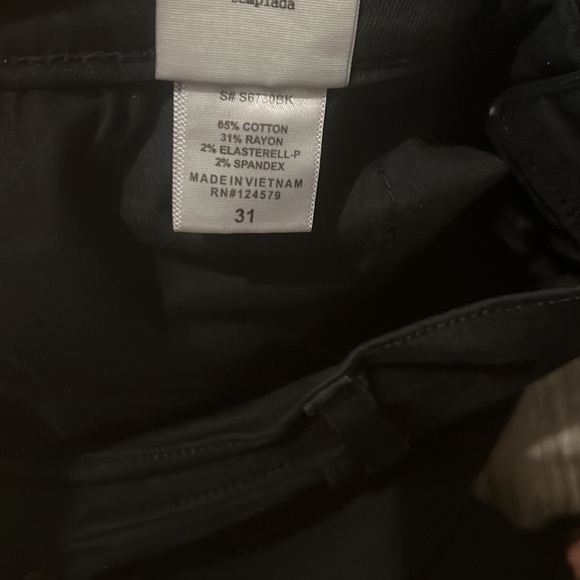 S# S6730BK
65% COTTON
31% RAYON
2% ELASTERELL-P
2% SPANDEX
MADE IN VIETNAM
RN#124579
31